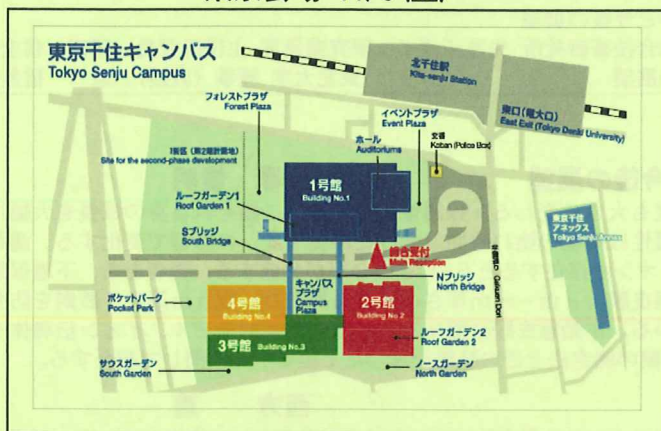 東京千住キャンパス
Tokyo Senju Campus
北千住駅
Kita-senju Station
フォレストプラザ
Forest Plaza
イベントプラザ
Event Plaza
東口(電大口)
East Exit (Tokyo Denki University)
ホール
Auditoriums
交番
Koban (Police Box)
1街区(第2期計画地)
Site for the second-phase development
1号館
Building No.1
ルーフガーデン1
Roof Garden 1
東京千住
アネックス
Tokyo Senju Annex
Sブリッジ
South Bridge
総合受付
Main Reception
Gakuen Dori
キャンパス
プラザ
Campus
Plaza
Nブリッジ
North Bridge
ポケットパーク
Pocket Park
4号館
Building No.4
2号館
Building No.2
ルーフガーデン2
Roof Garden 2
3号館 Building No.3
サウスガーデン
South Garden
ノースガーデン
North Garden